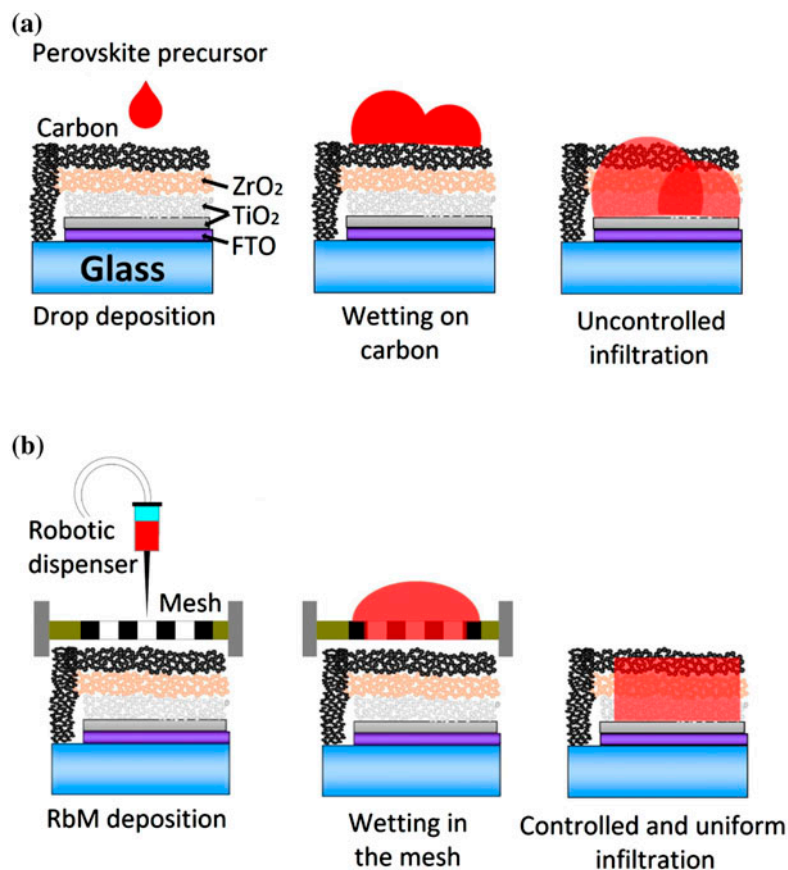 (a)
Perovskite precursor
Carbon
ZrO₂
TiO₂
FTO
Glass
Drop deposition
Wetting on
carbon
Uncontrolled
infiltration
(b)
Robotic
dispenser
Mesh
RbM deposition
Wetting in
the mesh
Controlled and uniform
infiltration